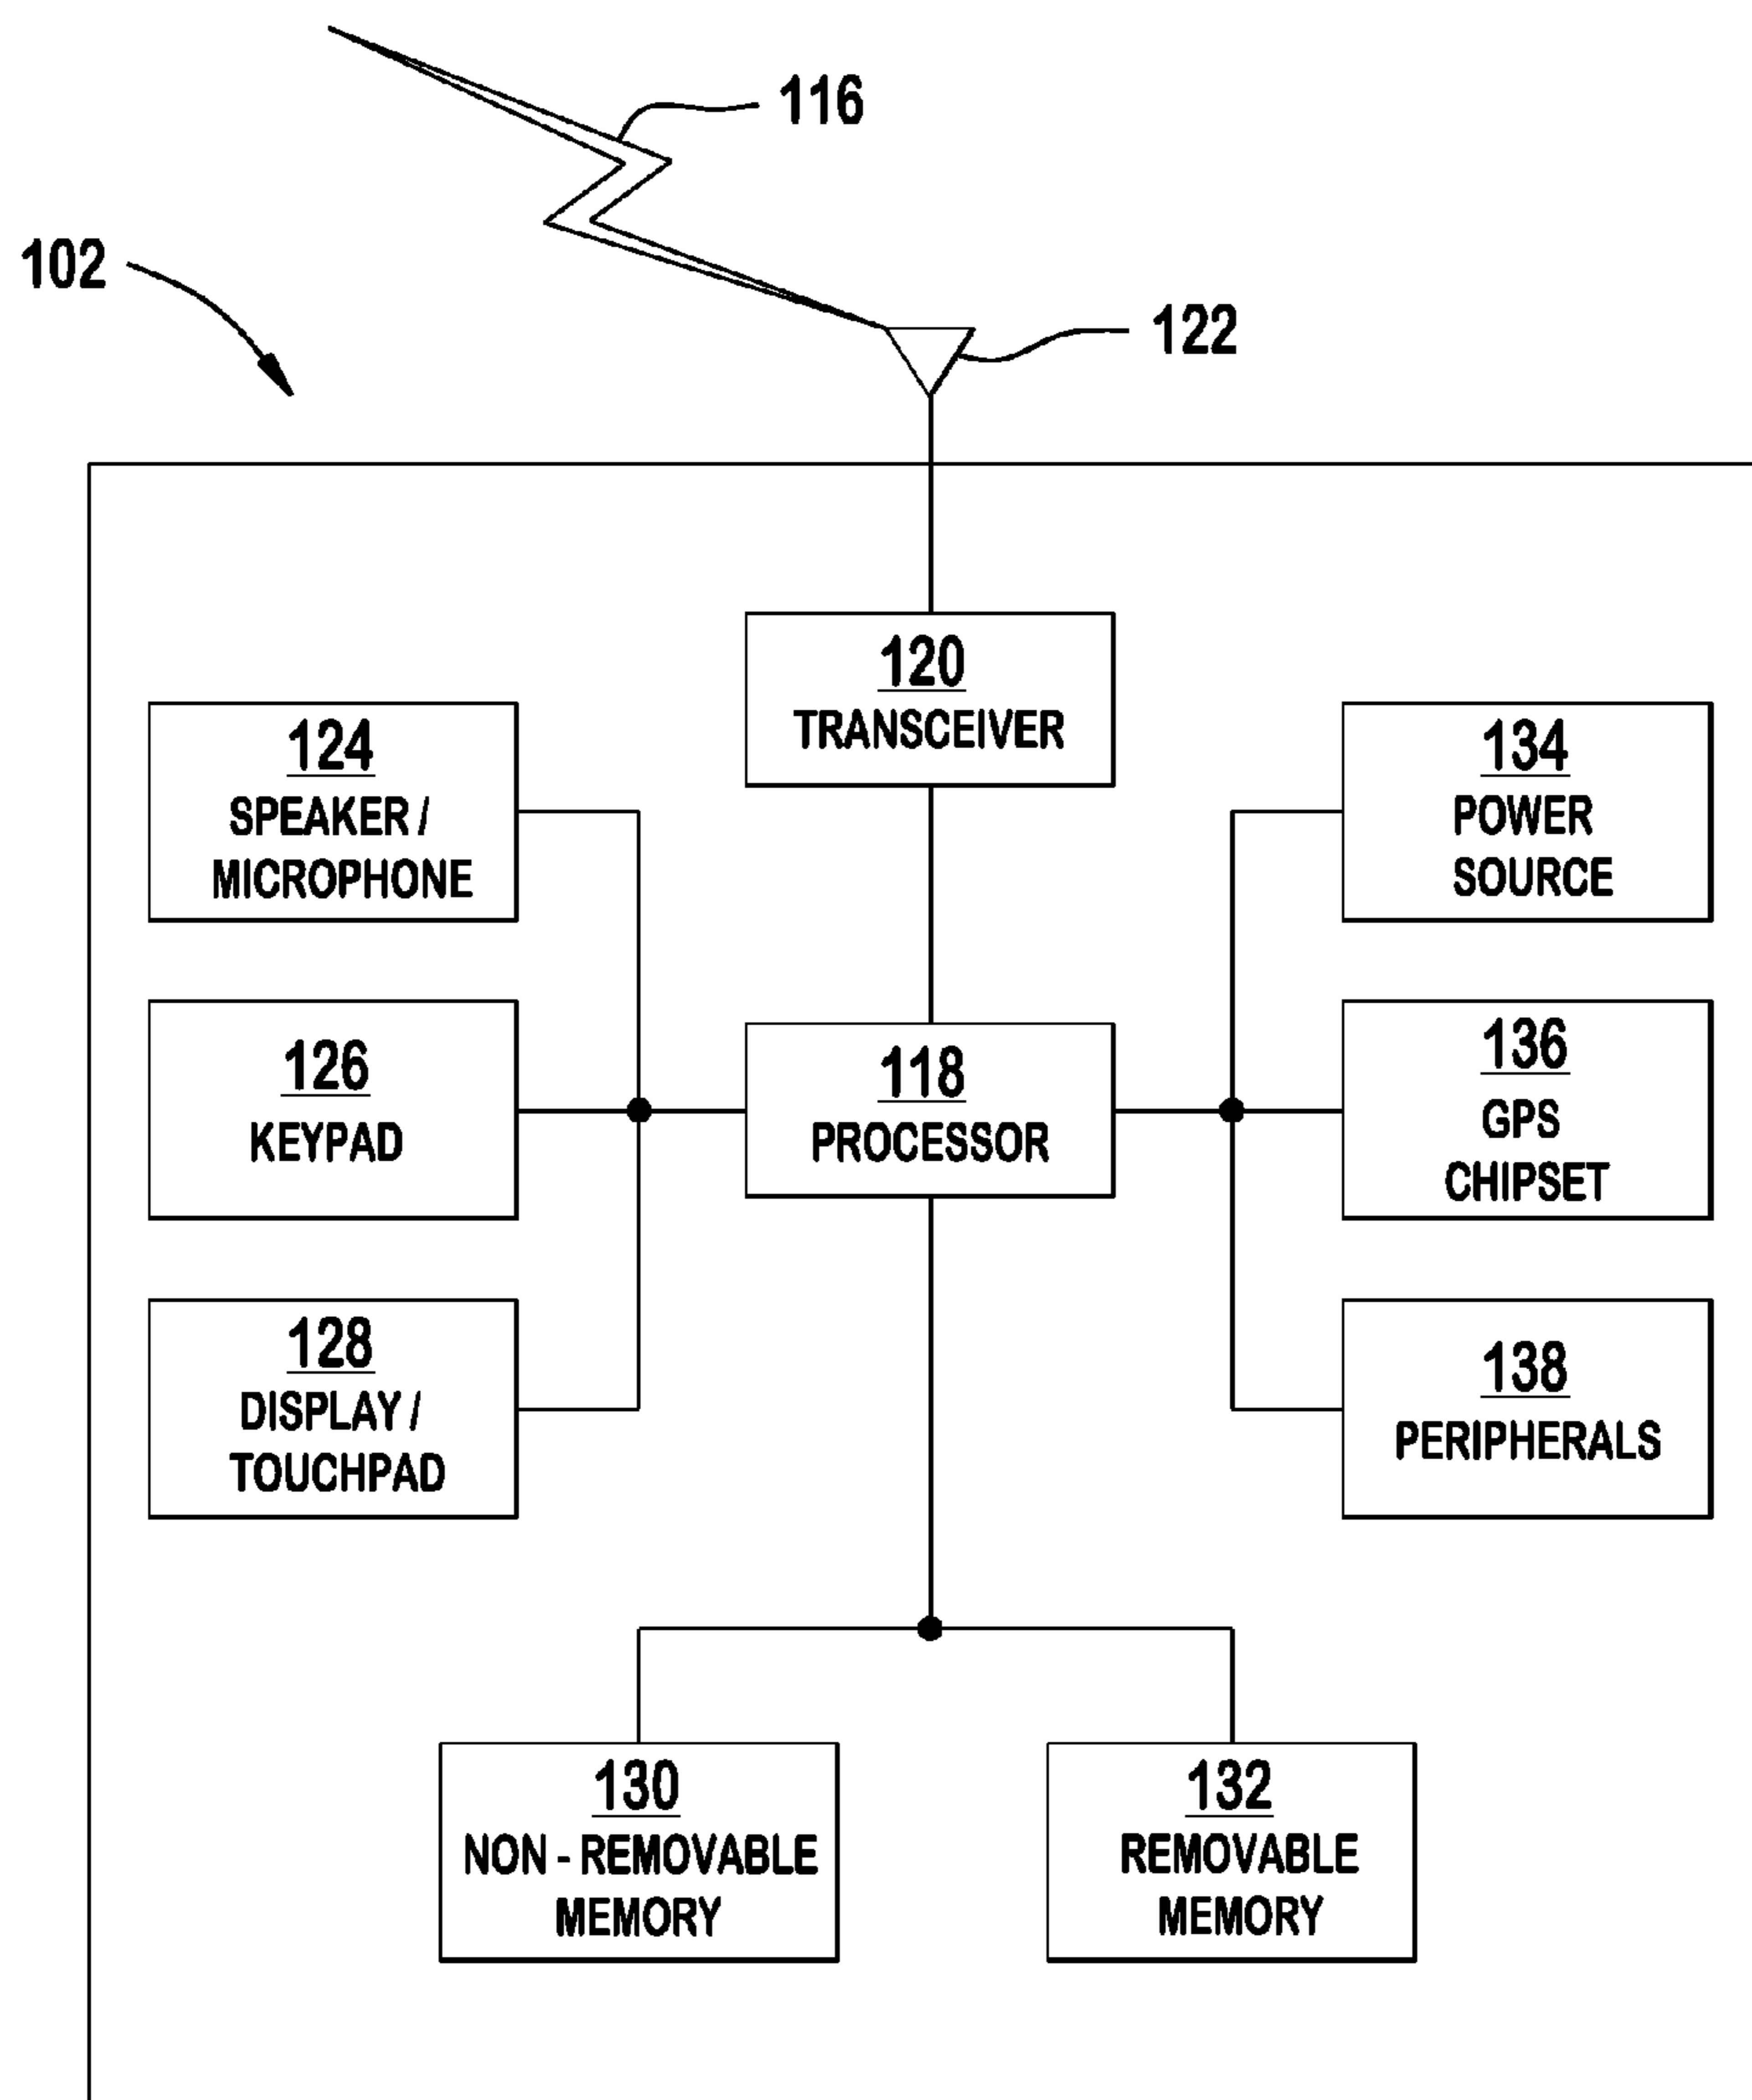 116
102
122
120
TRANSCEIVER
124
SPEAKER /
MICROPHONE
134
POWER
SOURCE
126
KEYPAD
118
PROCESSOR
136
GPS
CHIPSET
128
DISPLAY /
TOUCHPAD
138
PERIPHERALS
130
NON - REMOVABLE
MEMORY
132
REMOVABLE
MEMORY